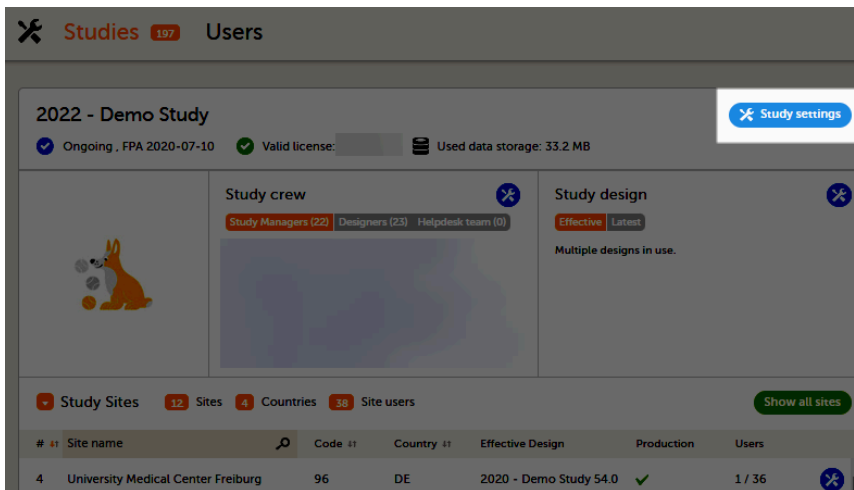 Studies 197 Users
2022 - Demo Study
Study settings
Ongoing , FPA 2020-07-10 Valid license: Used data storage: 33.2 MB
Study crew
Study Managers (22) Designers (23) Helpdesk team (0)
Study design
Effective Latest
Multiple designs in use.
Study Sites 12 Sites 4 Countries 38 Site users Show all sites
# Site name Code Country Effective Design Production Users
4 University Medical Center Freiburg 96 DE 2020 - Demo Study 54.0 1 / 36